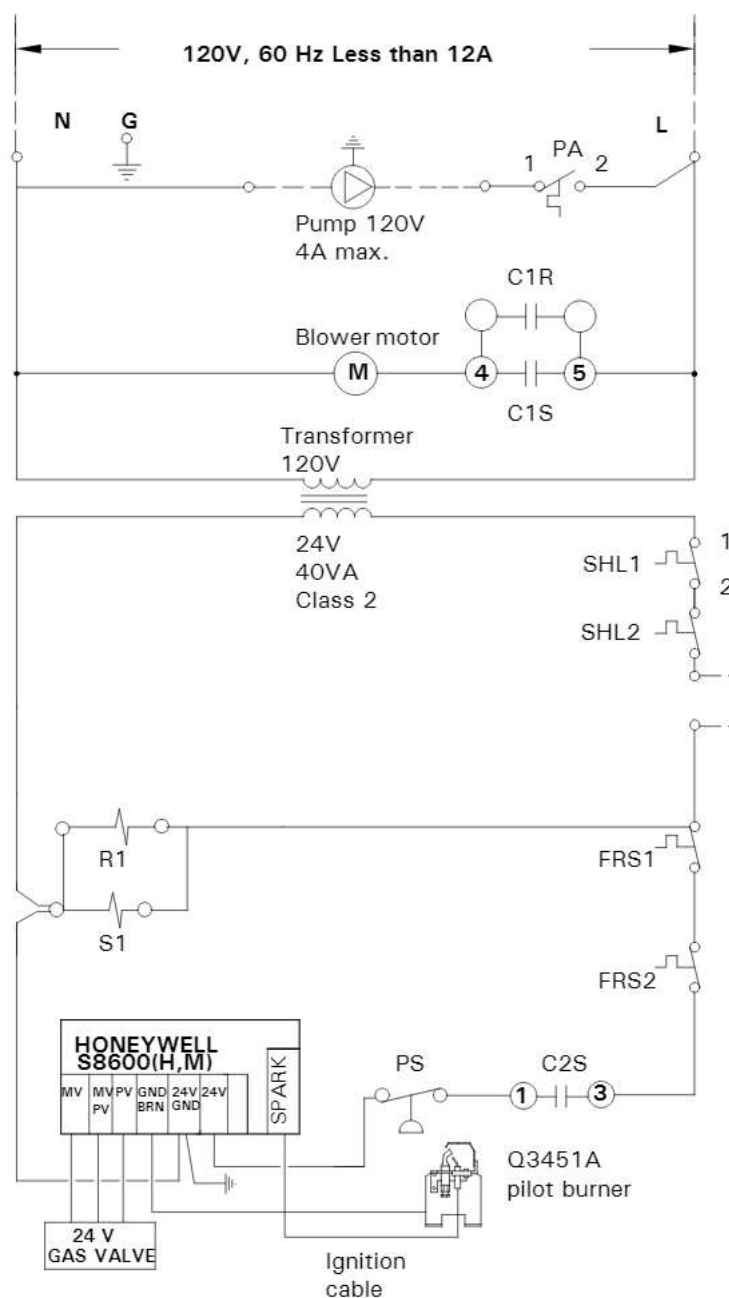 120V, 60 Hz Less than 12A
N
G
L
PA
1
2
Pump 120V
4A max.
C1R
Blower motor
M
4
5
C1S
Transformer
120V
24V
40VA
Class 2
SHL1
1
2
SHL2
R1
FRS1
S1
FRS2
HONEYWELL
S8600(H,M)
MV
MV
PV
PV
GND
BRN
24V
GND
24V
SPARK
PS
C2S
1
3
Q3451A
pilot burner
24 V
GAS VALVE
Ignition
cable